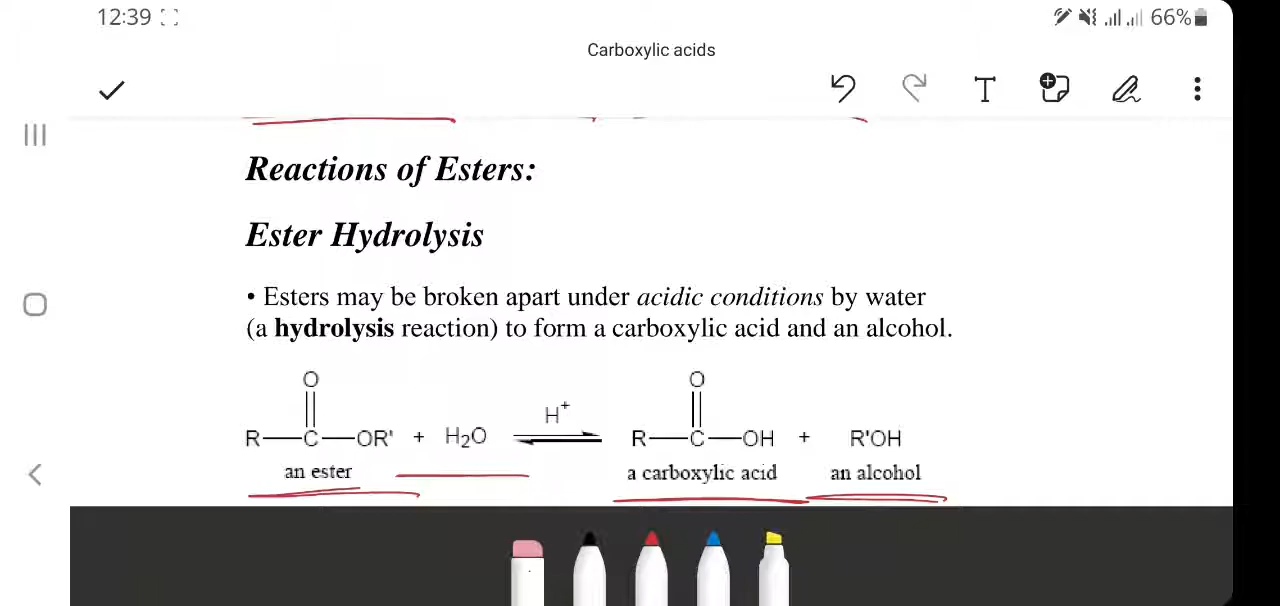 12:39
66%
Carboxylic acids
T
Reactions of Esters:
Ester Hydrolysis
• Esters may be broken apart under acidic conditions by water
(a hydrolysis reaction) to form a carboxylic acid and an alcohol.
O O
H⁺
R—C—OR' + H₂O ⇌ R—C—OH + R'OH
an ester a carboxylic acid an alcohol